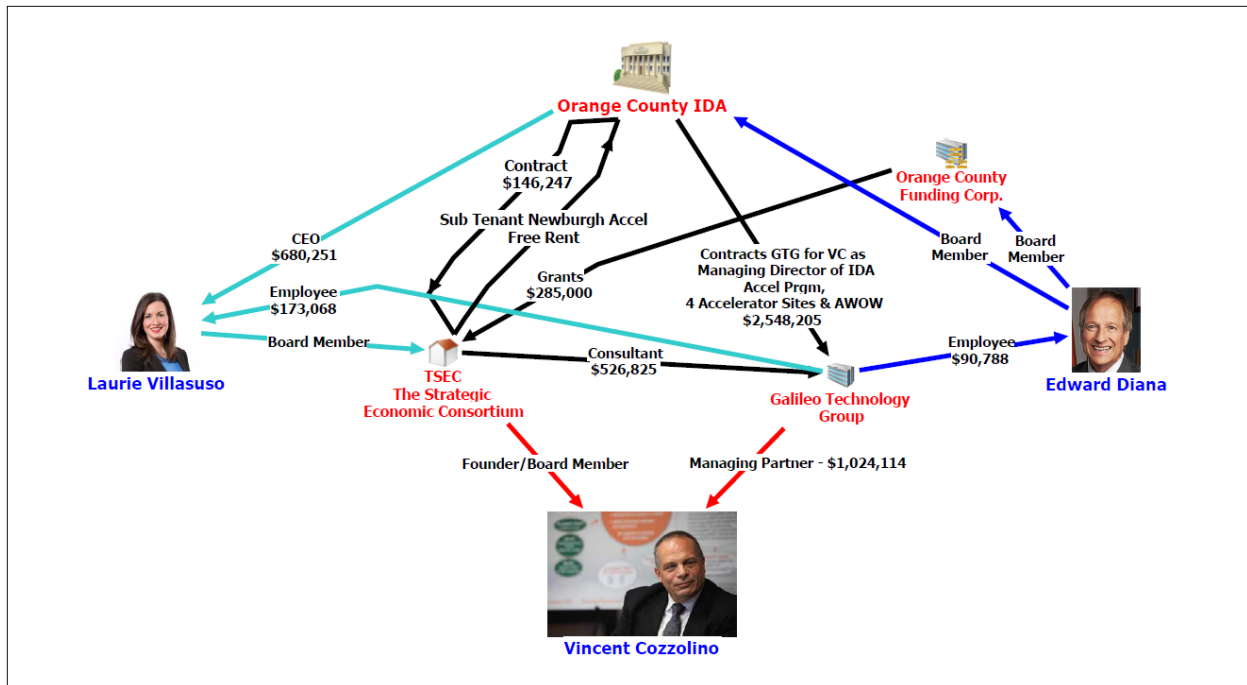 Orange County IDA
Orange County
Funding Corp.
Contract
$146,247
Sub Tenant Newburgh Accel
Free Rent
CEO
$680,251
Employee
$173,068
Board Member
Grants
$285,000
Contracts GTG for VC as
Managing Director of IDA
Accel Prgm,
4 Accelerator Sites & AWOW
$2,548,205
Board
Member
Board
Member
Laurie Villasuso
TSEC
The Strategic
Economic Consortium
Consultant
$526,825
Galileo Technology
Group
Employee
$90,788
Edward Diana
Founder/Board Member
Managing Partner - $1,024,114
Vincent Cozzolino